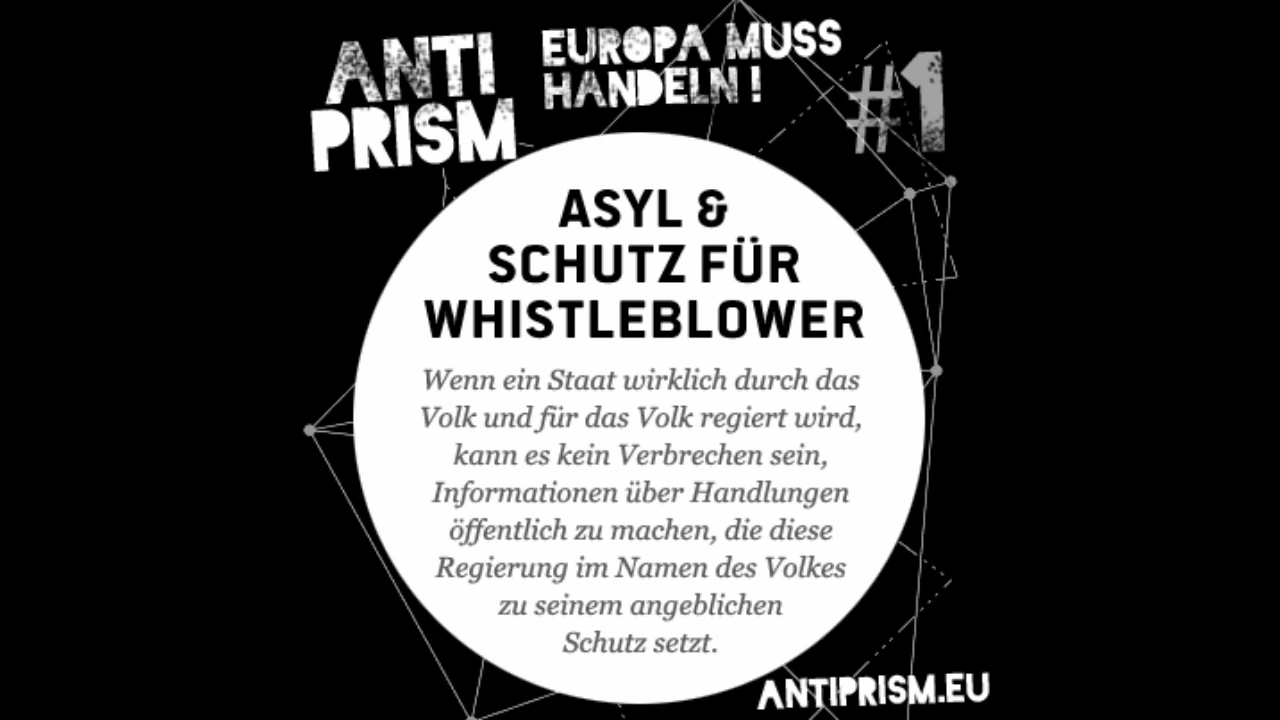 ANTI
PRISM
EUROPA MUSS
HANDELN !
#1
ASYL &
SCHUTZ FÜR
WHISTLEBLOWER
Wenn ein Staat wirklich durch das
Volk und für das Volk regiert wird,
kann es kein Verbrechen sein,
Informationen über Handlungen
öffentlich zu machen, die diese
Regierung im Namen des Volkes
zu seinem angeblichen
Schutz setzt.
ANTIPRISM.EU